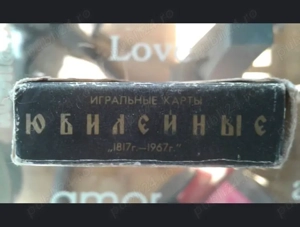 Love
ИГРАЛЬНЫЕ КАРТЫ
ЮБИЛЕЙНЫЕ
„1817г.—1967г."
amor